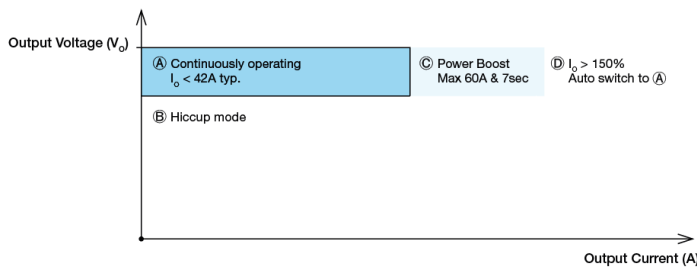 Output Voltage (Vo)
Ⓐ Continuously operating
Io < 42A typ.
Ⓒ Power Boost
Max 60A & 7sec
Ⓓ Io > 150%
Auto switch to Ⓐ
Ⓑ Hiccup mode
Output Current (A)